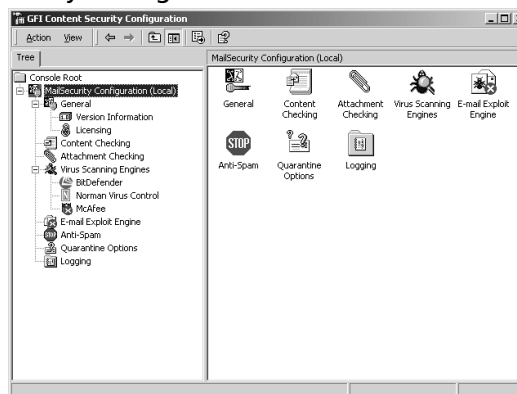 GFI Content Security Configuration
Action View
Tree
MailSecurity Configuration (Local)
Console Root
MailSecurity Configuration (Local)
General
Version Information
Licensing
Content Checking
Attachment Checking
Virus Scanning Engines
BitDefender
Norman Virus Control
McAfee
E-mail Exploit Engine
Anti-Spam
Quarantine Options
Logging
General
Content Checking
Attachment Checking
Virus Scanning Engines
E-mail Exploit Engine
STOP
Anti-Spam
Quarantine Options
Logging